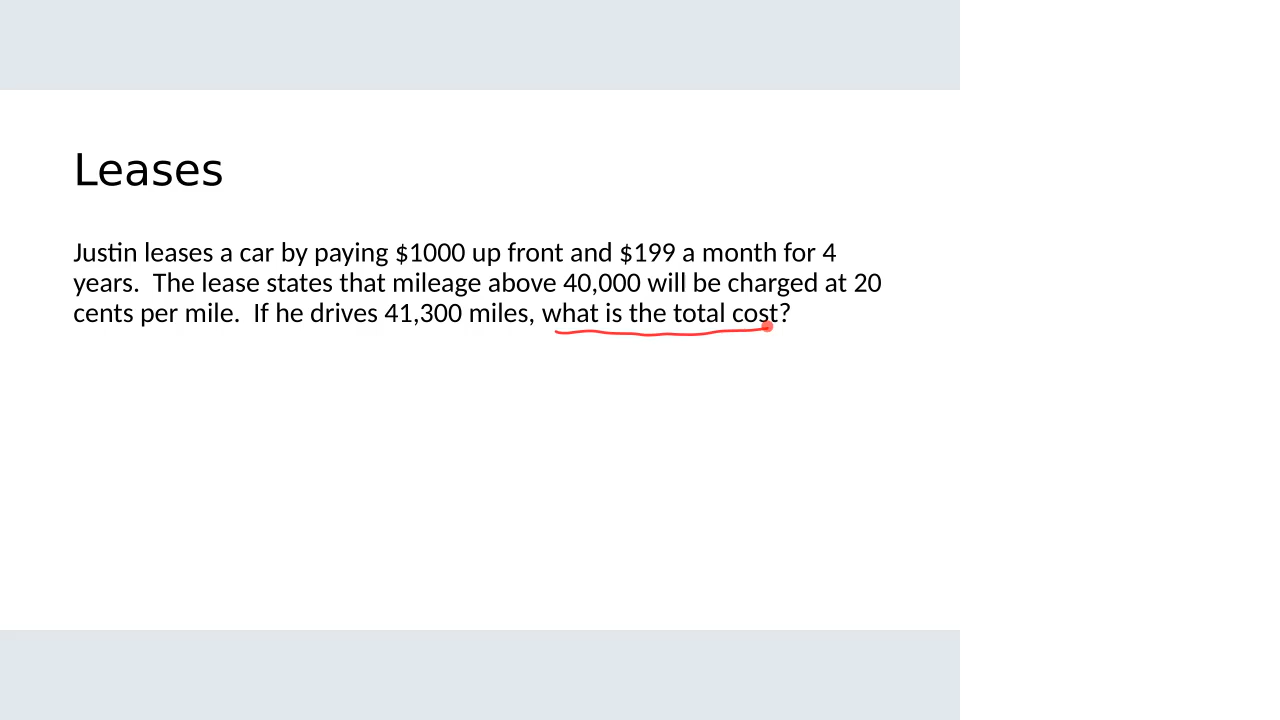 Leases
Justin leases a car by paying $1000 up front and $199 a month for 4
years.  The lease states that mileage above 40,000 will be charged at 20
cents per mile.  If he drives 41,300 miles, what is the total cost?